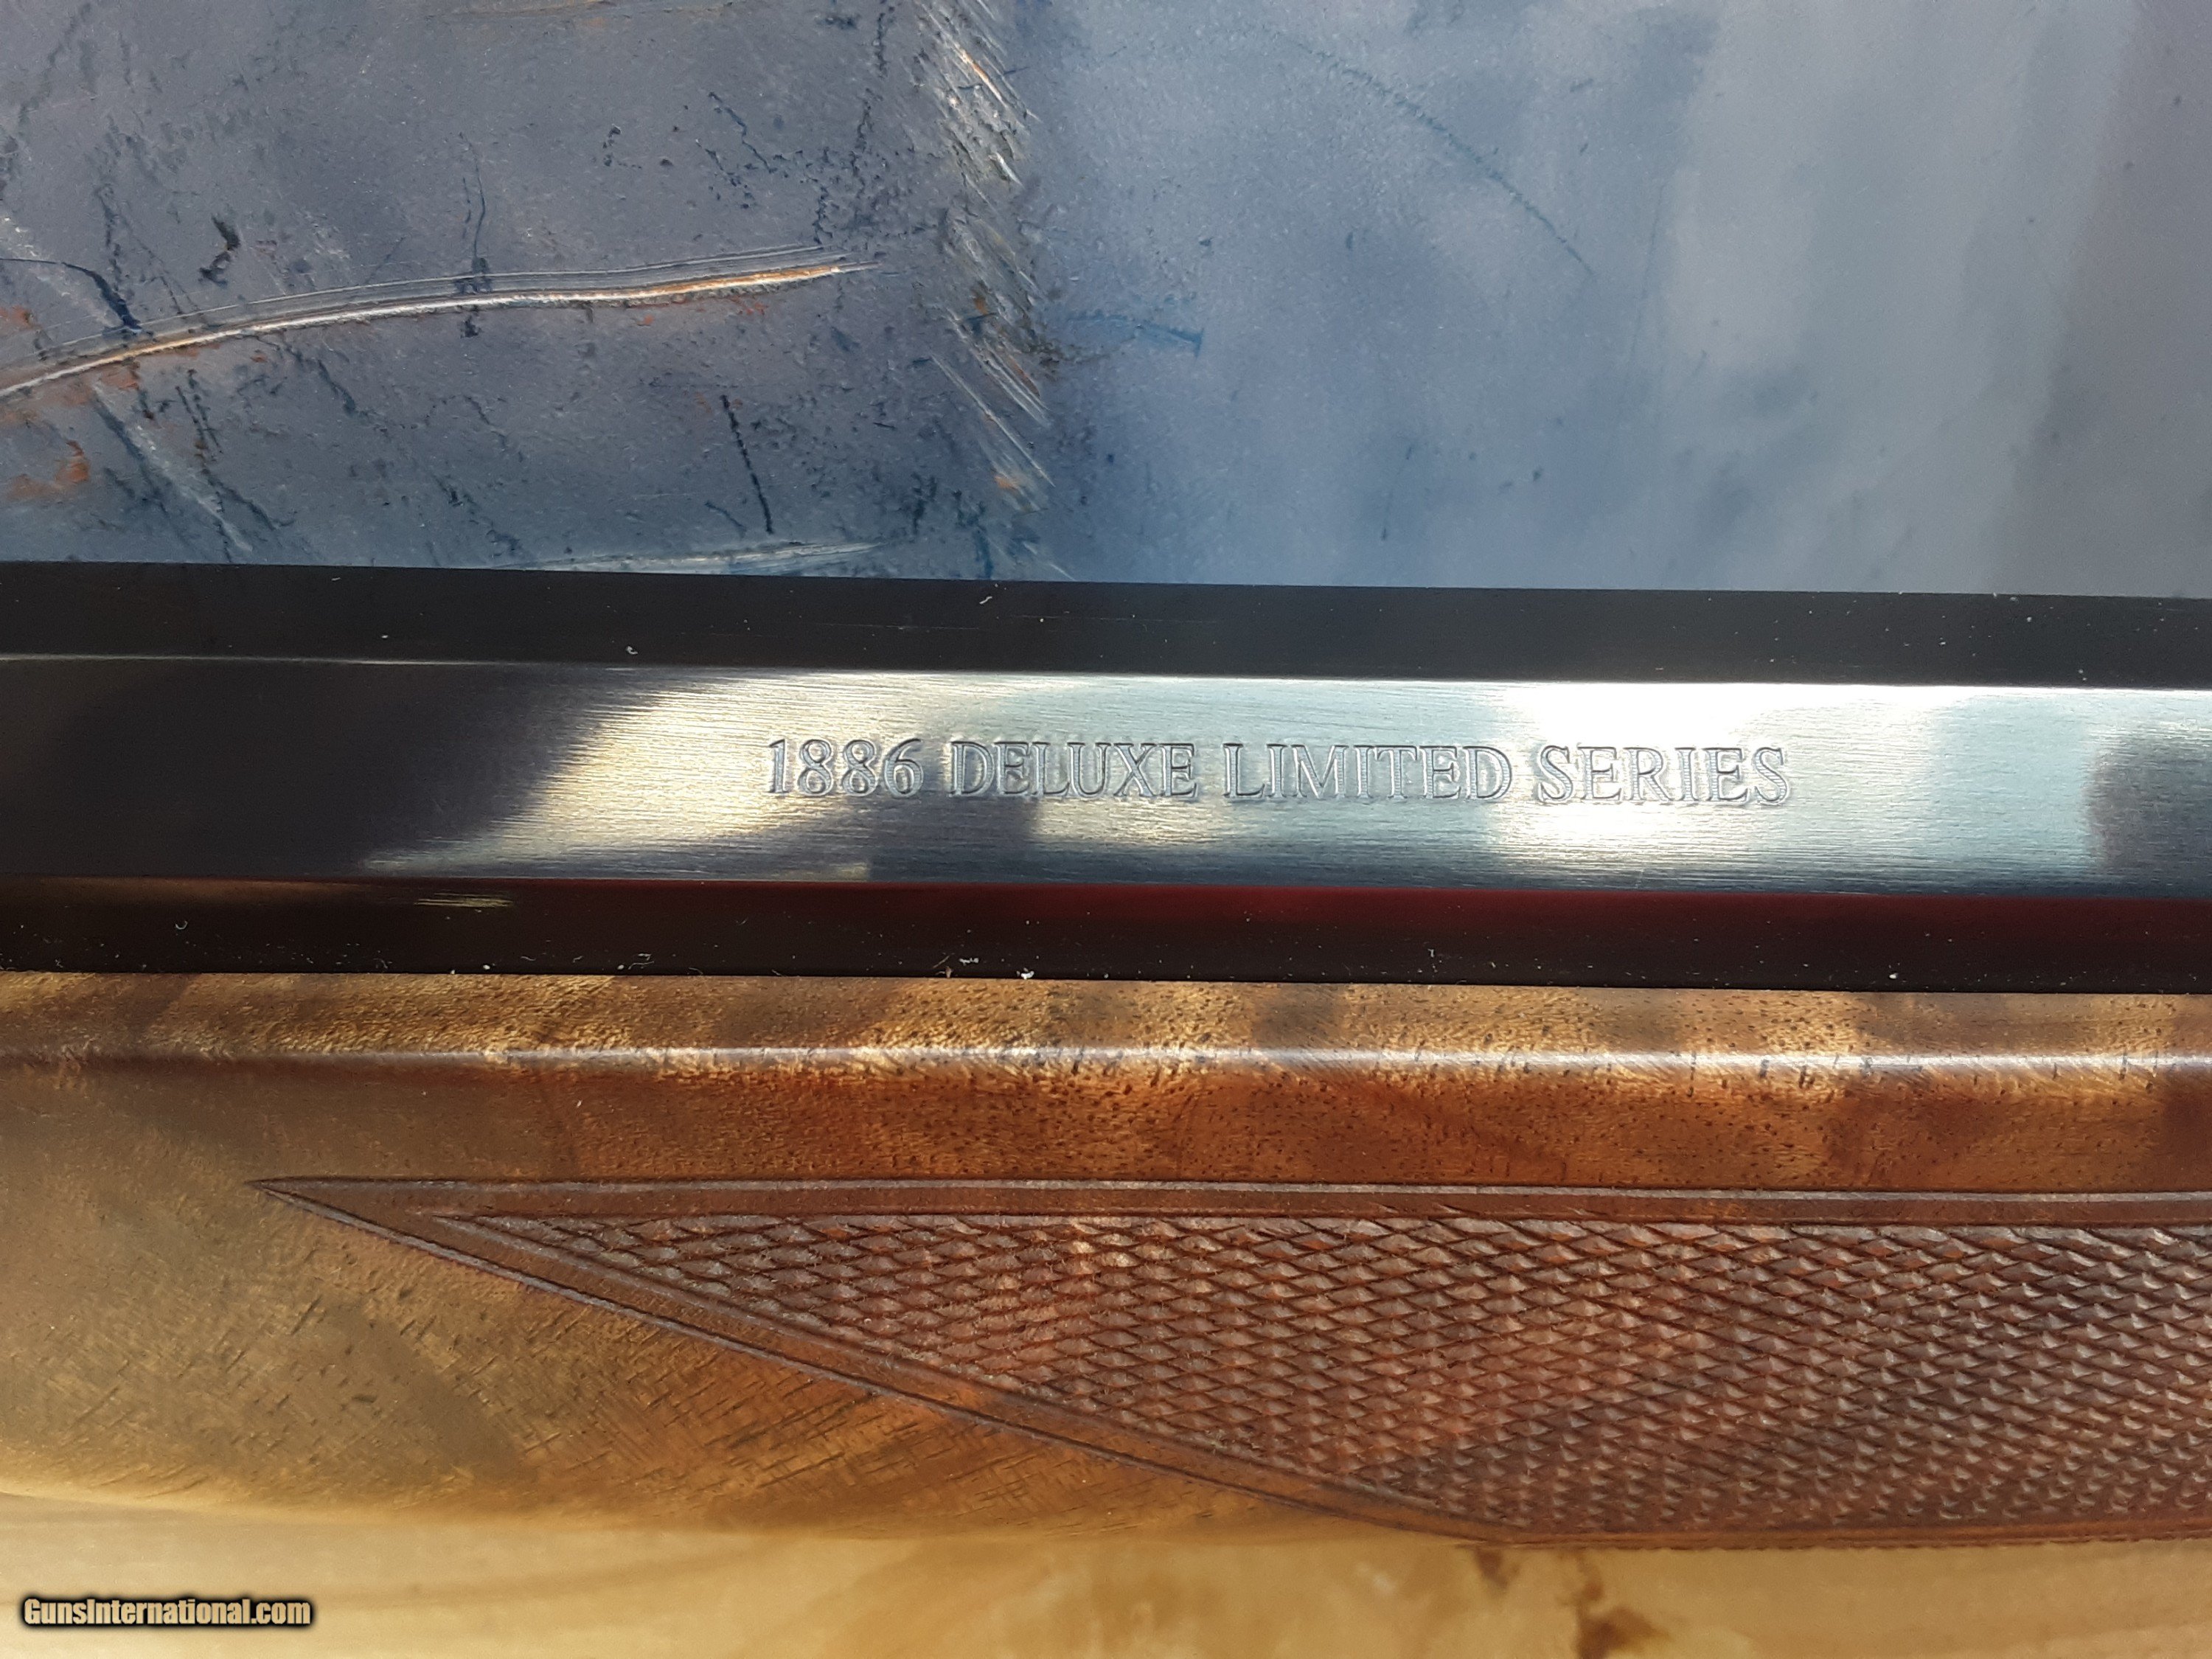 1886 DELUXE LIMITED SERIES
GunsInternational.com